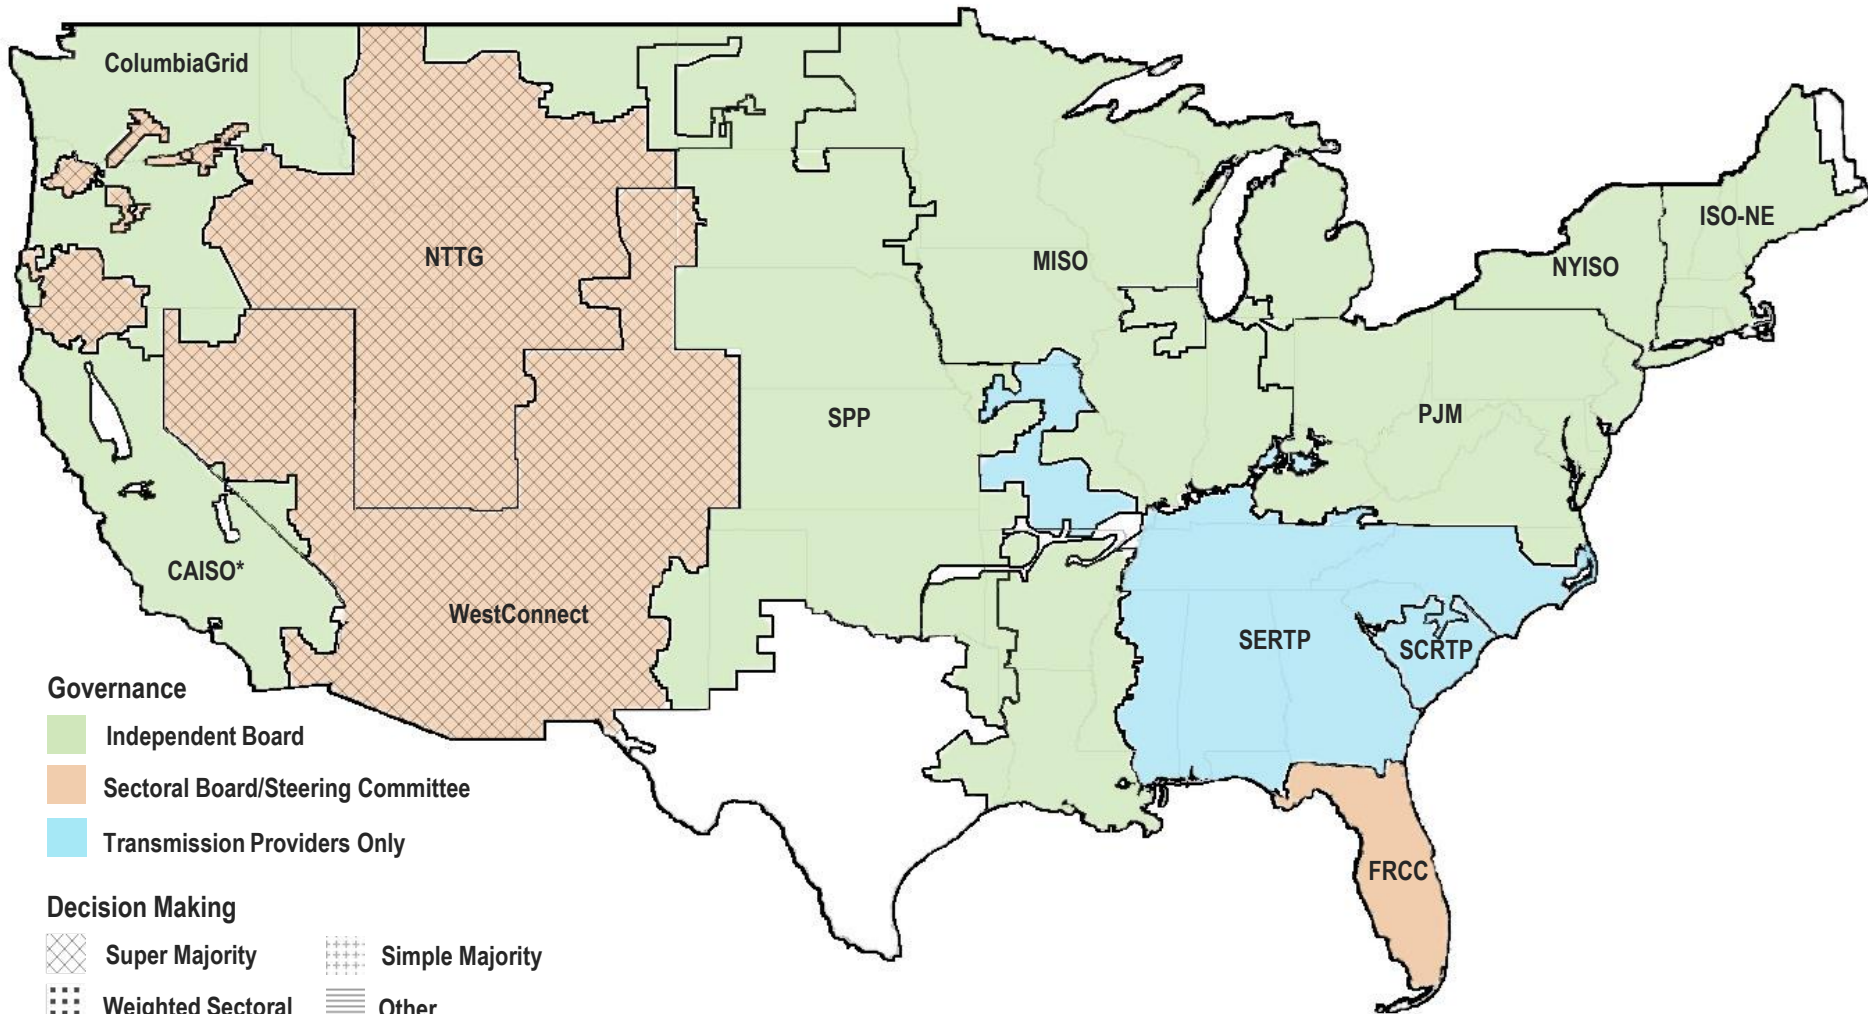 ColumbiaGrid
NTTG
MISO
ISO-NE
NYISO
SPP
PJM
CAISO*
WestConnect
SERTP
SCRTP
FRCC
Governance
Independent Board
Sectoral Board/Steering Committee
Transmission Providers Only
Decision Making
Super Majority
Simple Majority
Weighted Sectoral
Other